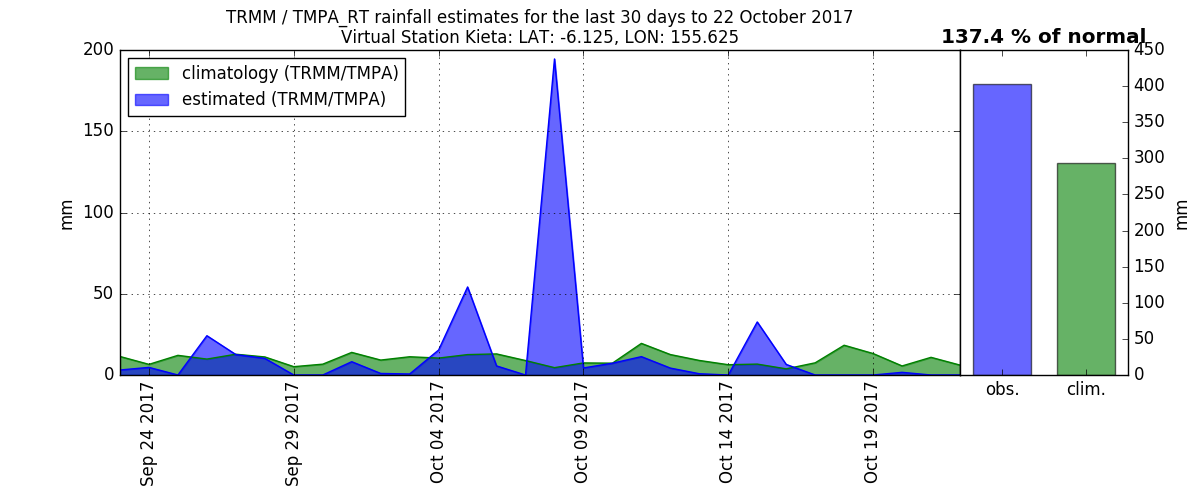 TRMM / TMPA_RT rainfall estimates for the last 30 days to 22 October 2017
Virtual Station Kieta: LAT: -6.125, LON: 155.625
137.4 % of normal
climatology (TRMM/TMPA)
estimated (TRMM/TMPA)
mm
200
150
100
50
0
Sep 24 2017
Sep 29 2017
Oct 04 2017
Oct 09 2017
Oct 14 2017
Oct 19 2017
obs.
clim.
450
400
350
300
250
200
150
100
50
0
mm